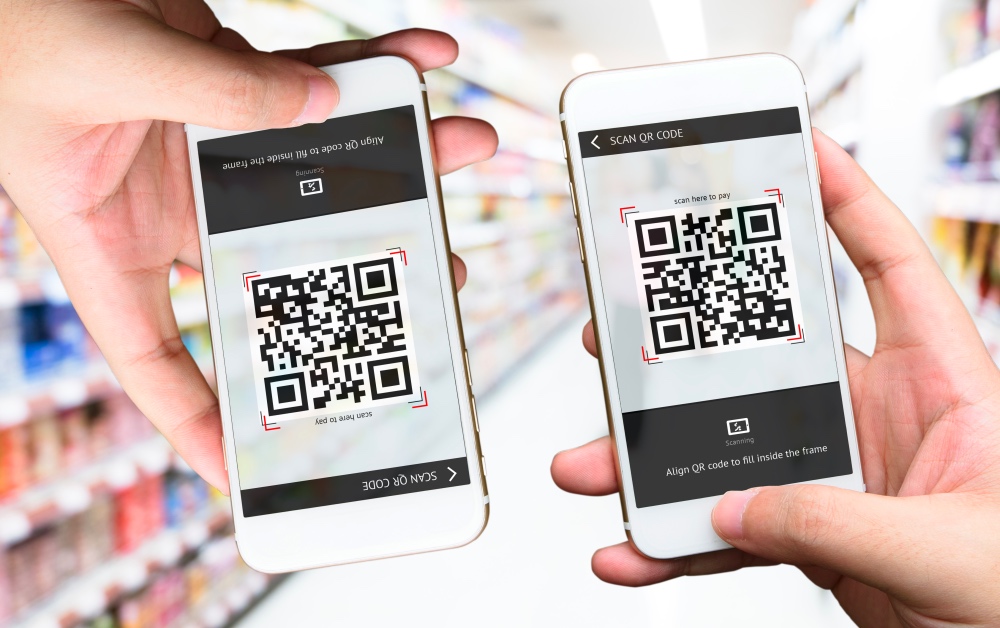 Align QR code to fill inside the frame
Scanning
scan here to pay
SCAN QR CODE
SCAN QR CODE
scan here to pay
Scanning
Align QR code to fill inside the frame